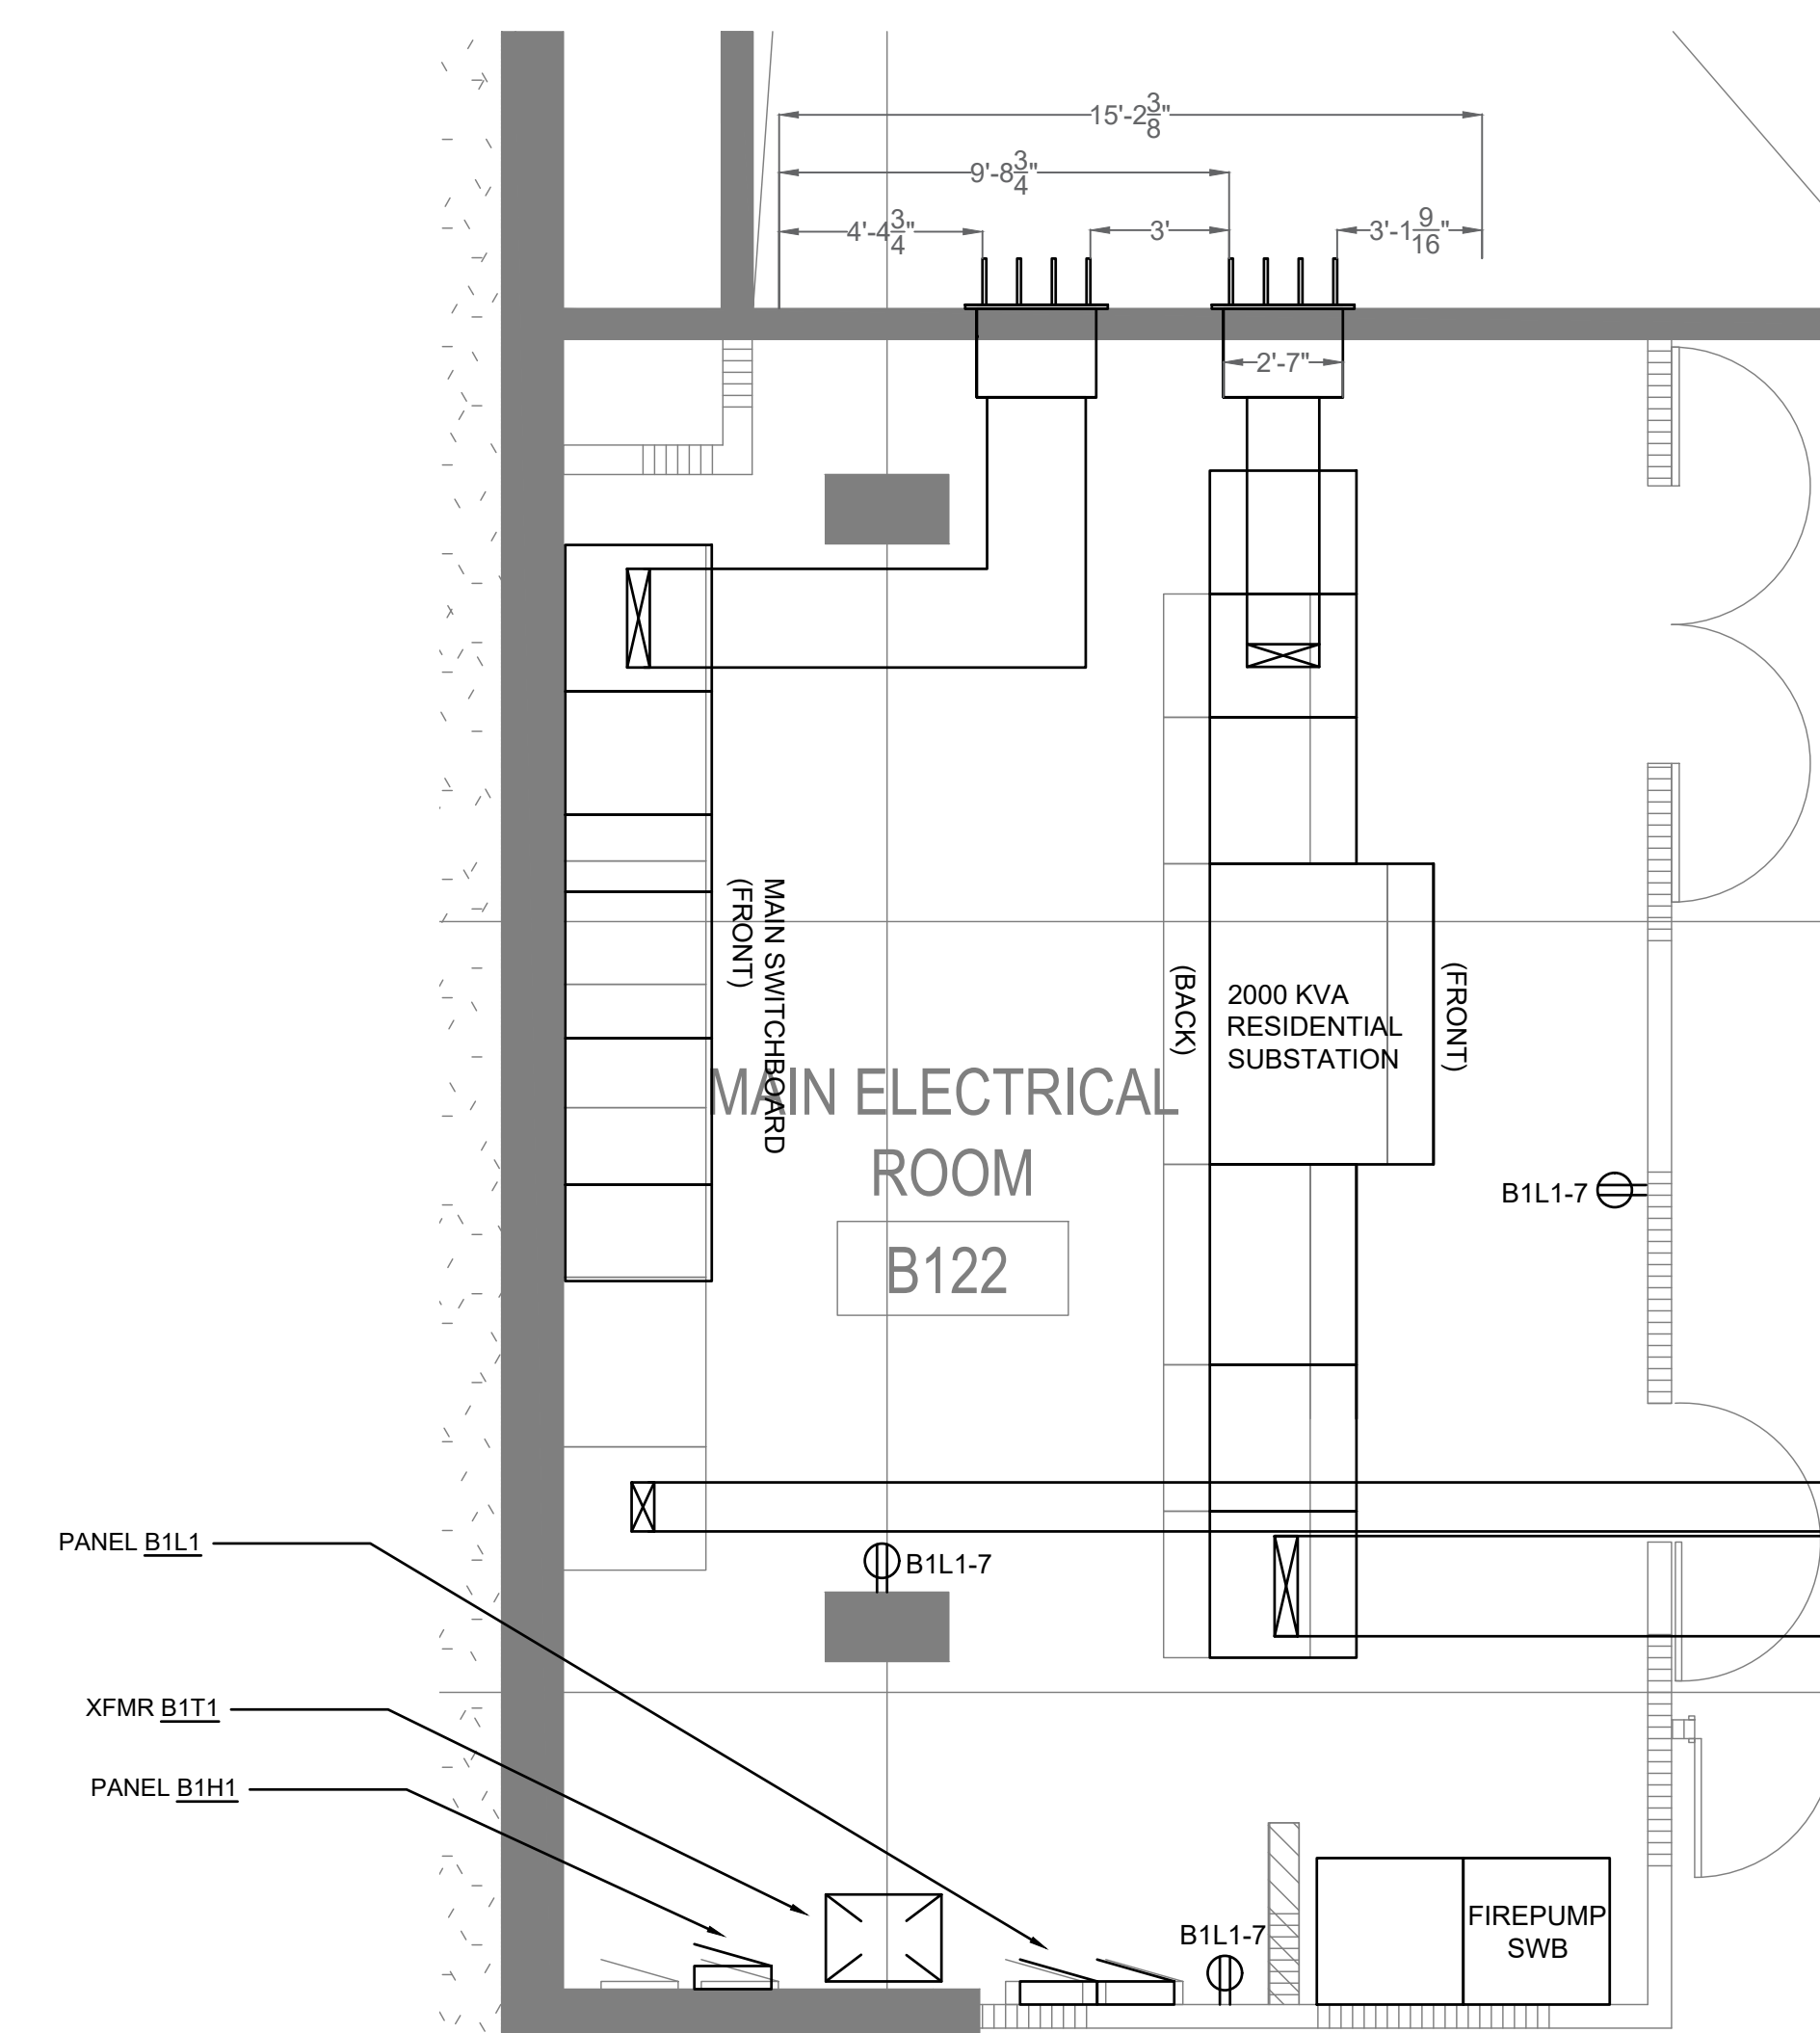 15'-2 3/8"
9'-8 3/4"
4'-4 3/4"
3'
3'-1 9/16"
2'-7"
MAIN SWITCHBOARD
(FRONT)
(BACK)
2000 KVA
RESIDENTIAL
SUBSTATION
(FRONT)
MAIN ELECTRICAL
ROOM
B122
B1L1-7
PANEL B1L1
B1L1-7
XFMR B1T1
PANEL B1H1
B1L1-7
FIREPUMP
SWB